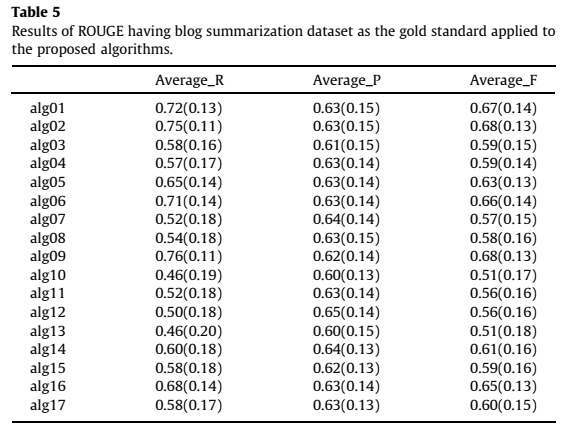 Table 5
Results of ROUGE having blog summarization dataset as the gold standard applied to
the proposed algorithms.
Average_R Average_P Average_F
alg01 0.72(0.13) 0.63(0.15) 0.67(0.14)
alg02 0.75(0.11) 0.63(0.15) 0.68(0.13)
alg03 0.58(0.16) 0.61(0.15) 0.59(0.15)
alg04 0.57(0.17) 0.63(0.14) 0.59(0.14)
alg05 0.65(0.14) 0.63(0.14) 0.63(0.13)
alg06 0.71(0.14) 0.63(0.14) 0.66(0.14)
alg07 0.52(0.18) 0.64(0.14) 0.57(0.15)
alg08 0.54(0.18) 0.63(0.15) 0.58(0.16)
alg09 0.76(0.11) 0.62(0.14) 0.68(0.13)
alg10 0.46(0.19) 0.60(0.13) 0.51(0.17)
alg11 0.52(0.18) 0.63(0.14) 0.56(0.16)
alg12 0.50(0.18) 0.65(0.14) 0.56(0.16)
alg13 0.46(0.20) 0.60(0.15) 0.51(0.18)
alg14 0.60(0.18) 0.64(0.13) 0.61(0.16)
alg15 0.58(0.18) 0.62(0.13) 0.59(0.16)
alg16 0.68(0.14) 0.63(0.14) 0.65(0.13)
alg17 0.58(0.17) 0.63(0.13) 0.60(0.15)